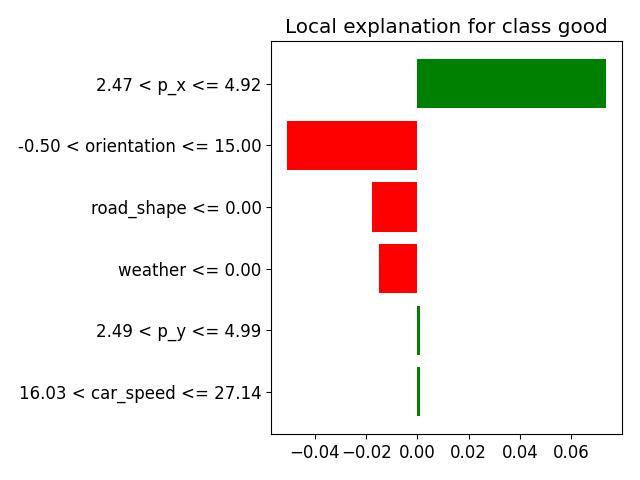 Local explanation for class good
2.47 < p_x <= 4.92
-0.50 < orientation <= 15.00
road_shape <= 0.00
weather <= 0.00
2.49 < p_y <= 4.99
16.03 < car_speed <= 27.14
−0.04 −0.02 0.00 0.02 0.04 0.06